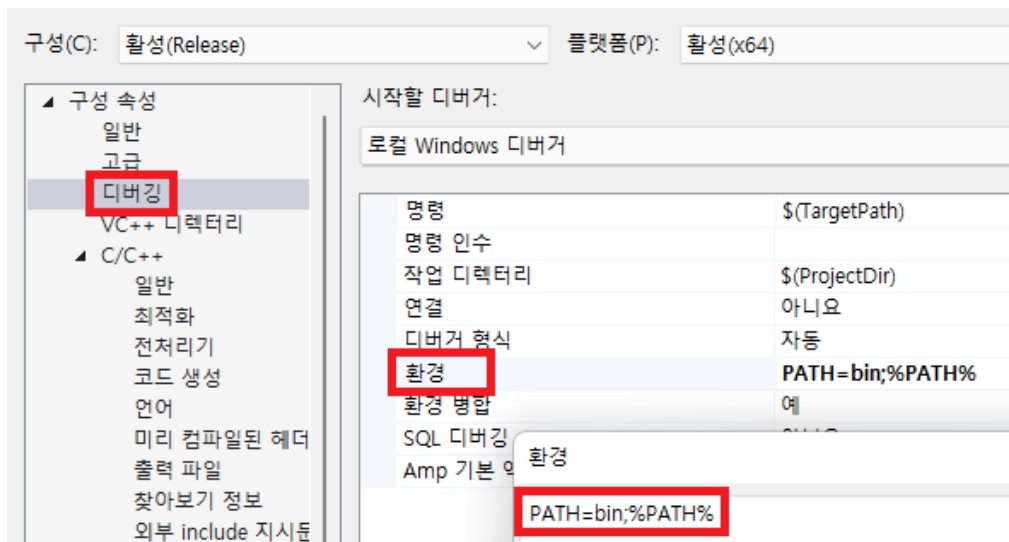 구성(C): 활성(Release) 플랫폼(P): 활성(x64)
구성 속성
일반
고급
디버깅
VC++ 디렉터리
C/C++
일반
최적화
전처리기
코드 생성
언어
미리 컴파일된 헤더
출력 파일
찾아보기 정보
외부 include 지시문
시작할 디버거:
로컬 Windows 디버거
명령 $(TargetPath)
명령 인수
작업 디렉터리 $(ProjectDir)
연결 아니요
디버거 형식 자동
환경 PATH=bin;%PATH%
환경 병합 예
SQL 디버깅
Amp 기본
환경
PATH=bin;%PATH%